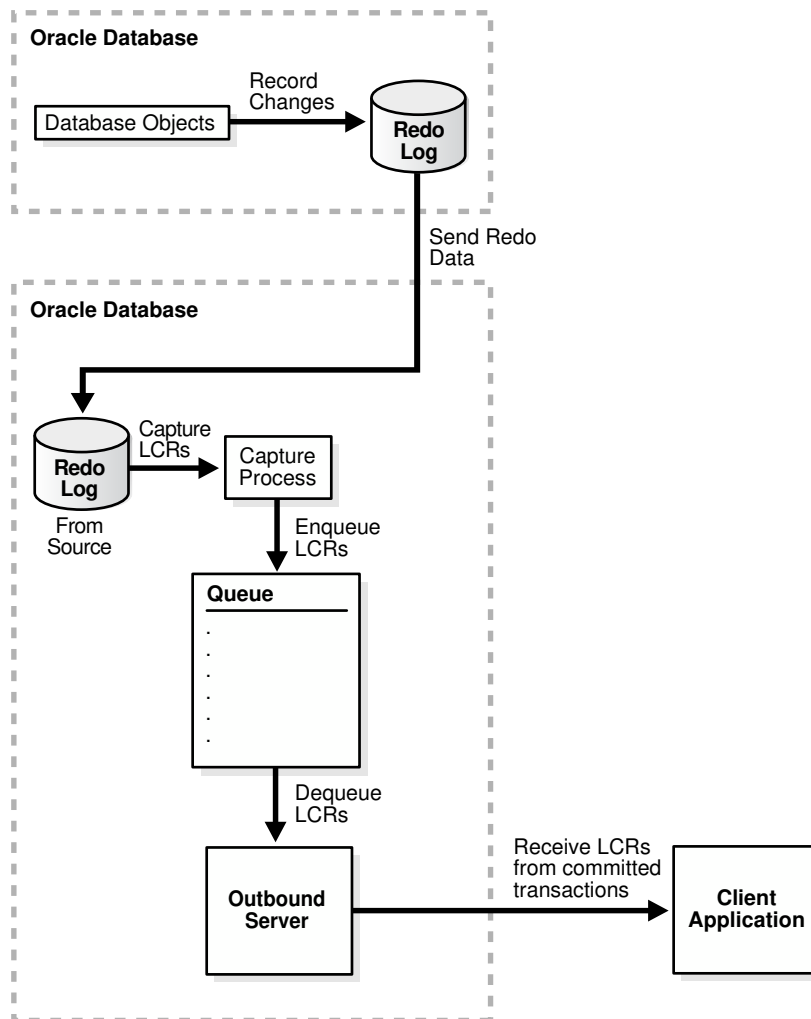 Oracle Database
Record
Changes
Database Objects
Redo
Log
Send Redo
Data
Oracle Database
Capture
LCRs
Redo
Log
Capture
Process
From
Source
Enqueue
LCRs
Queue
.
.
.
.
.
.
Dequeue
LCRs
Receive LCRs
from committed
transactions
Outbound
Server
Client
Application